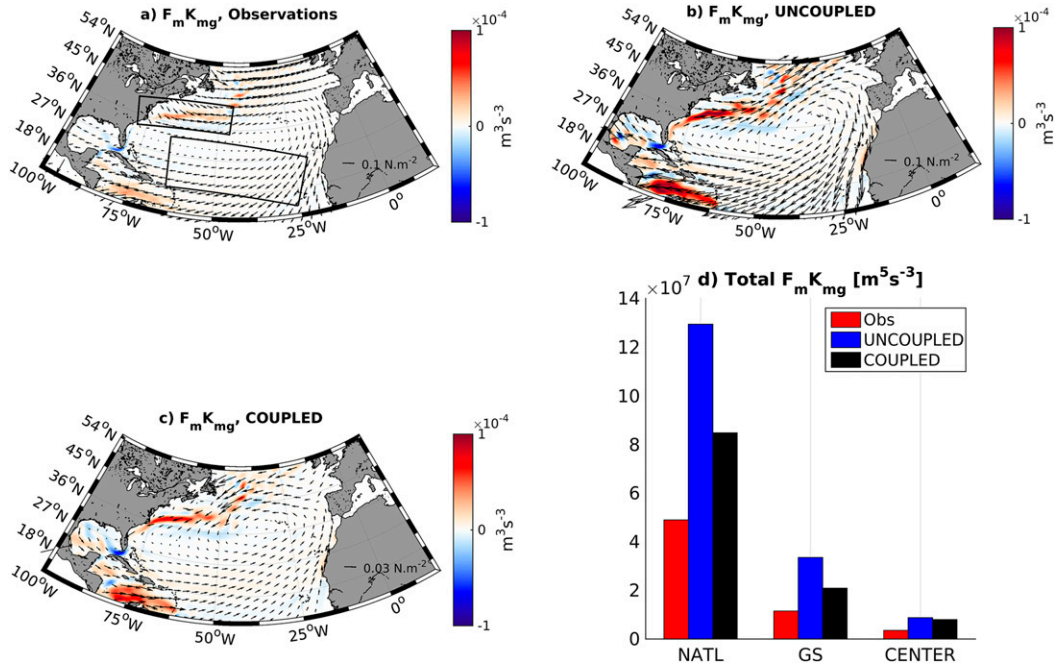 a) FmKmg, Observations
×10⁻⁴
1
0
-1
m³s⁻³
54°N
45°N
36°N
27°N
18°N
100°W
75°W
50°W
25°W
0°
0.1 N.m⁻²
b) FmKmg, UNCOUPLED
×10⁻⁴
1
0
-1
m³s⁻³
54°N
45°N
36°N
27°N
18°N
100°W
75°W
50°W
25°W
0°
0.1 N.m⁻²
c) FmKmg, COUPLED
×10⁻⁴
1
0
-1
m³s⁻³
54°N
45°N
36°N
27°N
18°N
100°W
75°W
50°W
25°W
0°
0.03 N.m⁻²
d) Total FmKmg [m⁵s⁻³]
×10⁷
14
12
10
8
6
4
2
0
Obs
UNCOUPLED
COUPLED
NATL GS CENTER